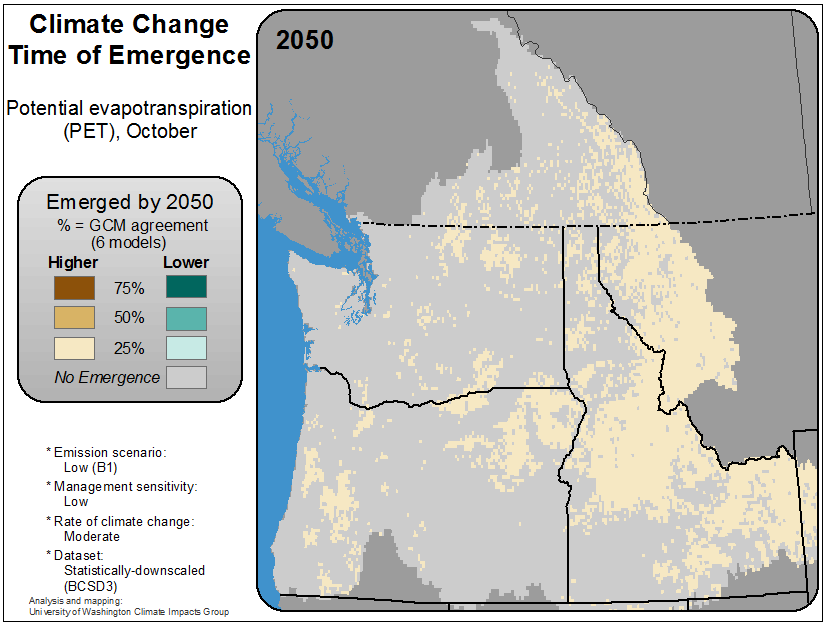 Climate Change
Time of Emergence
Potential evapotranspiration
(PET), October
Emerged by 2050
% = GCM agreement
(6 models)
Higher Lower
75%
50%
25%
No Emergence
* Emission scenario:
Low (B1)
* Management sensitivity:
Low
* Rate of climate change:
Moderate
* Dataset:
Statistically-downscaled
(BCSD3)
Analysis and mapping:
University of Washington Climate Impacts Group
2050